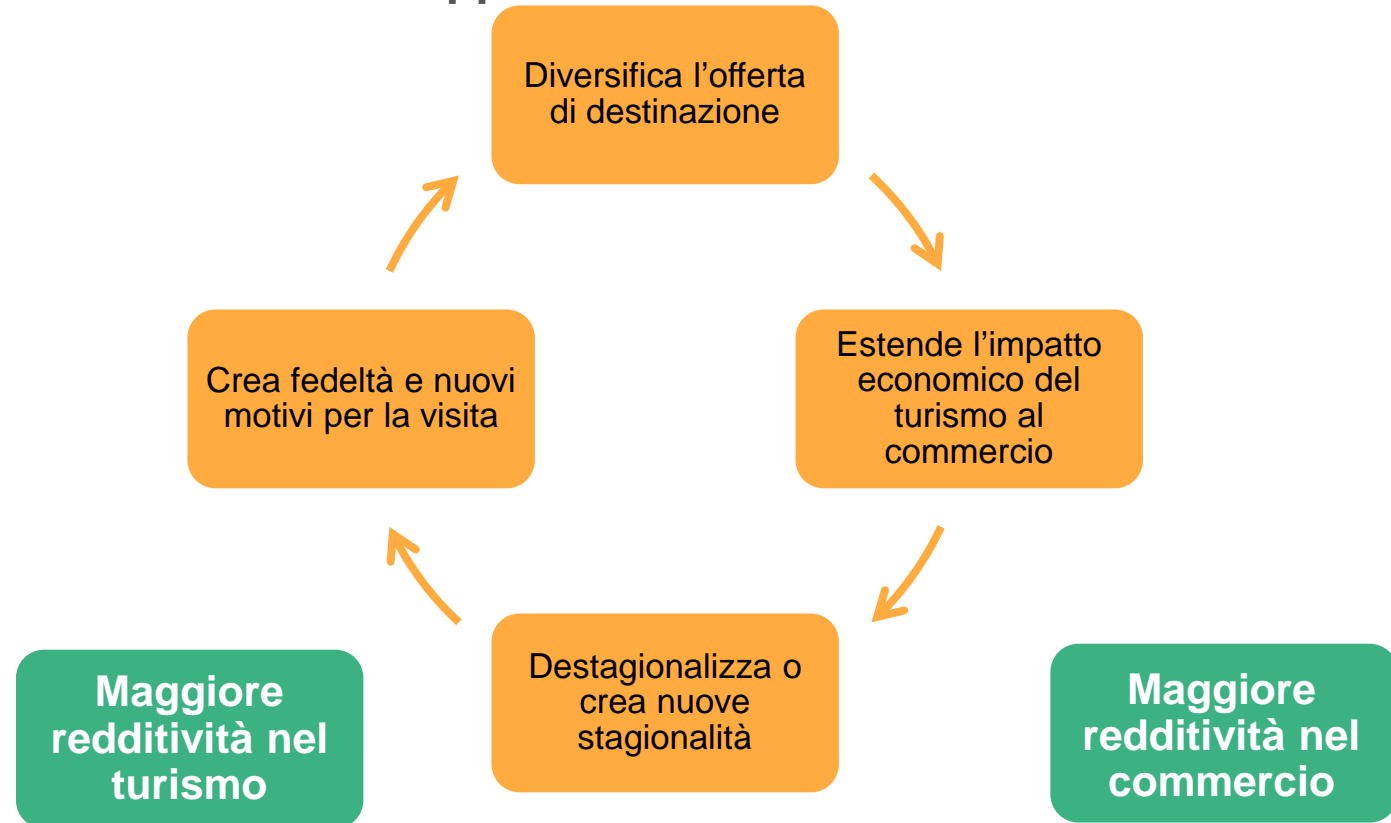 Diversifica l’offerta
di destinazione
Estende l’impatto
economico del
turismo al
commercio
Crea fedeltà e nuovi
motivi per la visita
Destagionalizza o
crea nuove
stagionalità
Maggiore
redditività nel
turismo
Maggiore
redditività nel
commercio